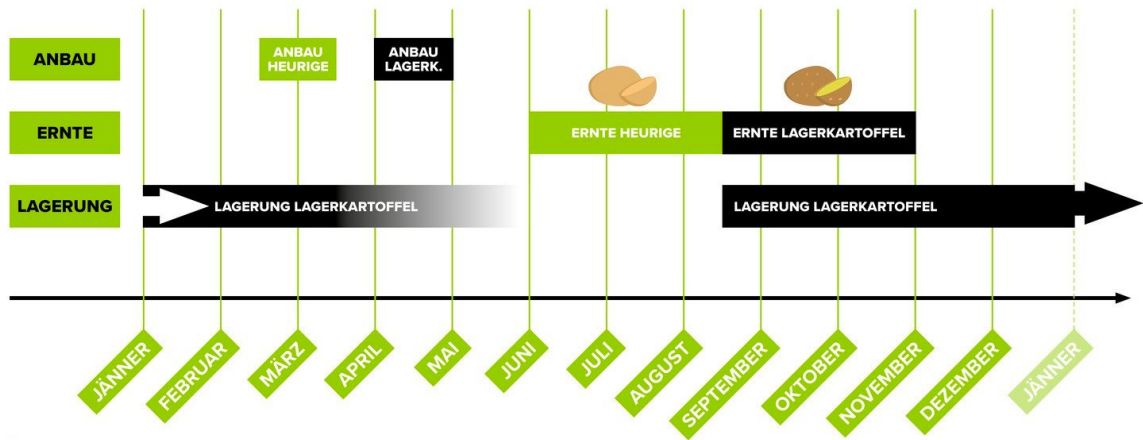 ANBAU
ANBAU
HEURIGE
ANBAU
LAGERK.
ERNTE
ERNTE HEURIGE
ERNTE LAGERKARTOFFEL
LAGERUNG
LAGERUNG LAGERKARTOFFEL
LAGERUNG LAGERKARTOFFEL
JÄNNER
FEBRUAR
MÄRZ
APRIL
MAI
JUNI
JULI
AUGUST
SEPTEMBER
OKTOBER
NOVEMBER
DEZEMBER
JÄNNER